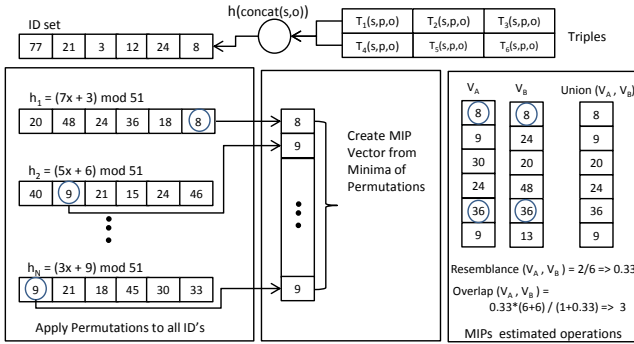 h(concat(s,o))
ID set
77 21 3 12 24 8
T1(s,p,o) T2(s,p,o) T3(s,p,o)
T4(s,p,o) T5(s,p,o) T6(s,p,o)
Triples
h1 = (7x + 3) mod 51
20 48 24 36 18 8
h2 = (5x + 6) mod 51
40 9 21 15 24 46
hN = (3x + 9) mod 51
9 21 18 45 30 33
Apply Permutations to all ID's
8
9
9
Create MIP
Vector from
Minima of
Permutations
VA VB Union (VA , VB)
8 8 8
9 24 9
30 20 20
24 48 24
36 36 36
9 13 9
Resemblance (VA , VB) = 2/6 => 0.33
Overlap (VA , VB) =
0.33*(6+6) / (1+0.33) => 3
MIPs estimated operations